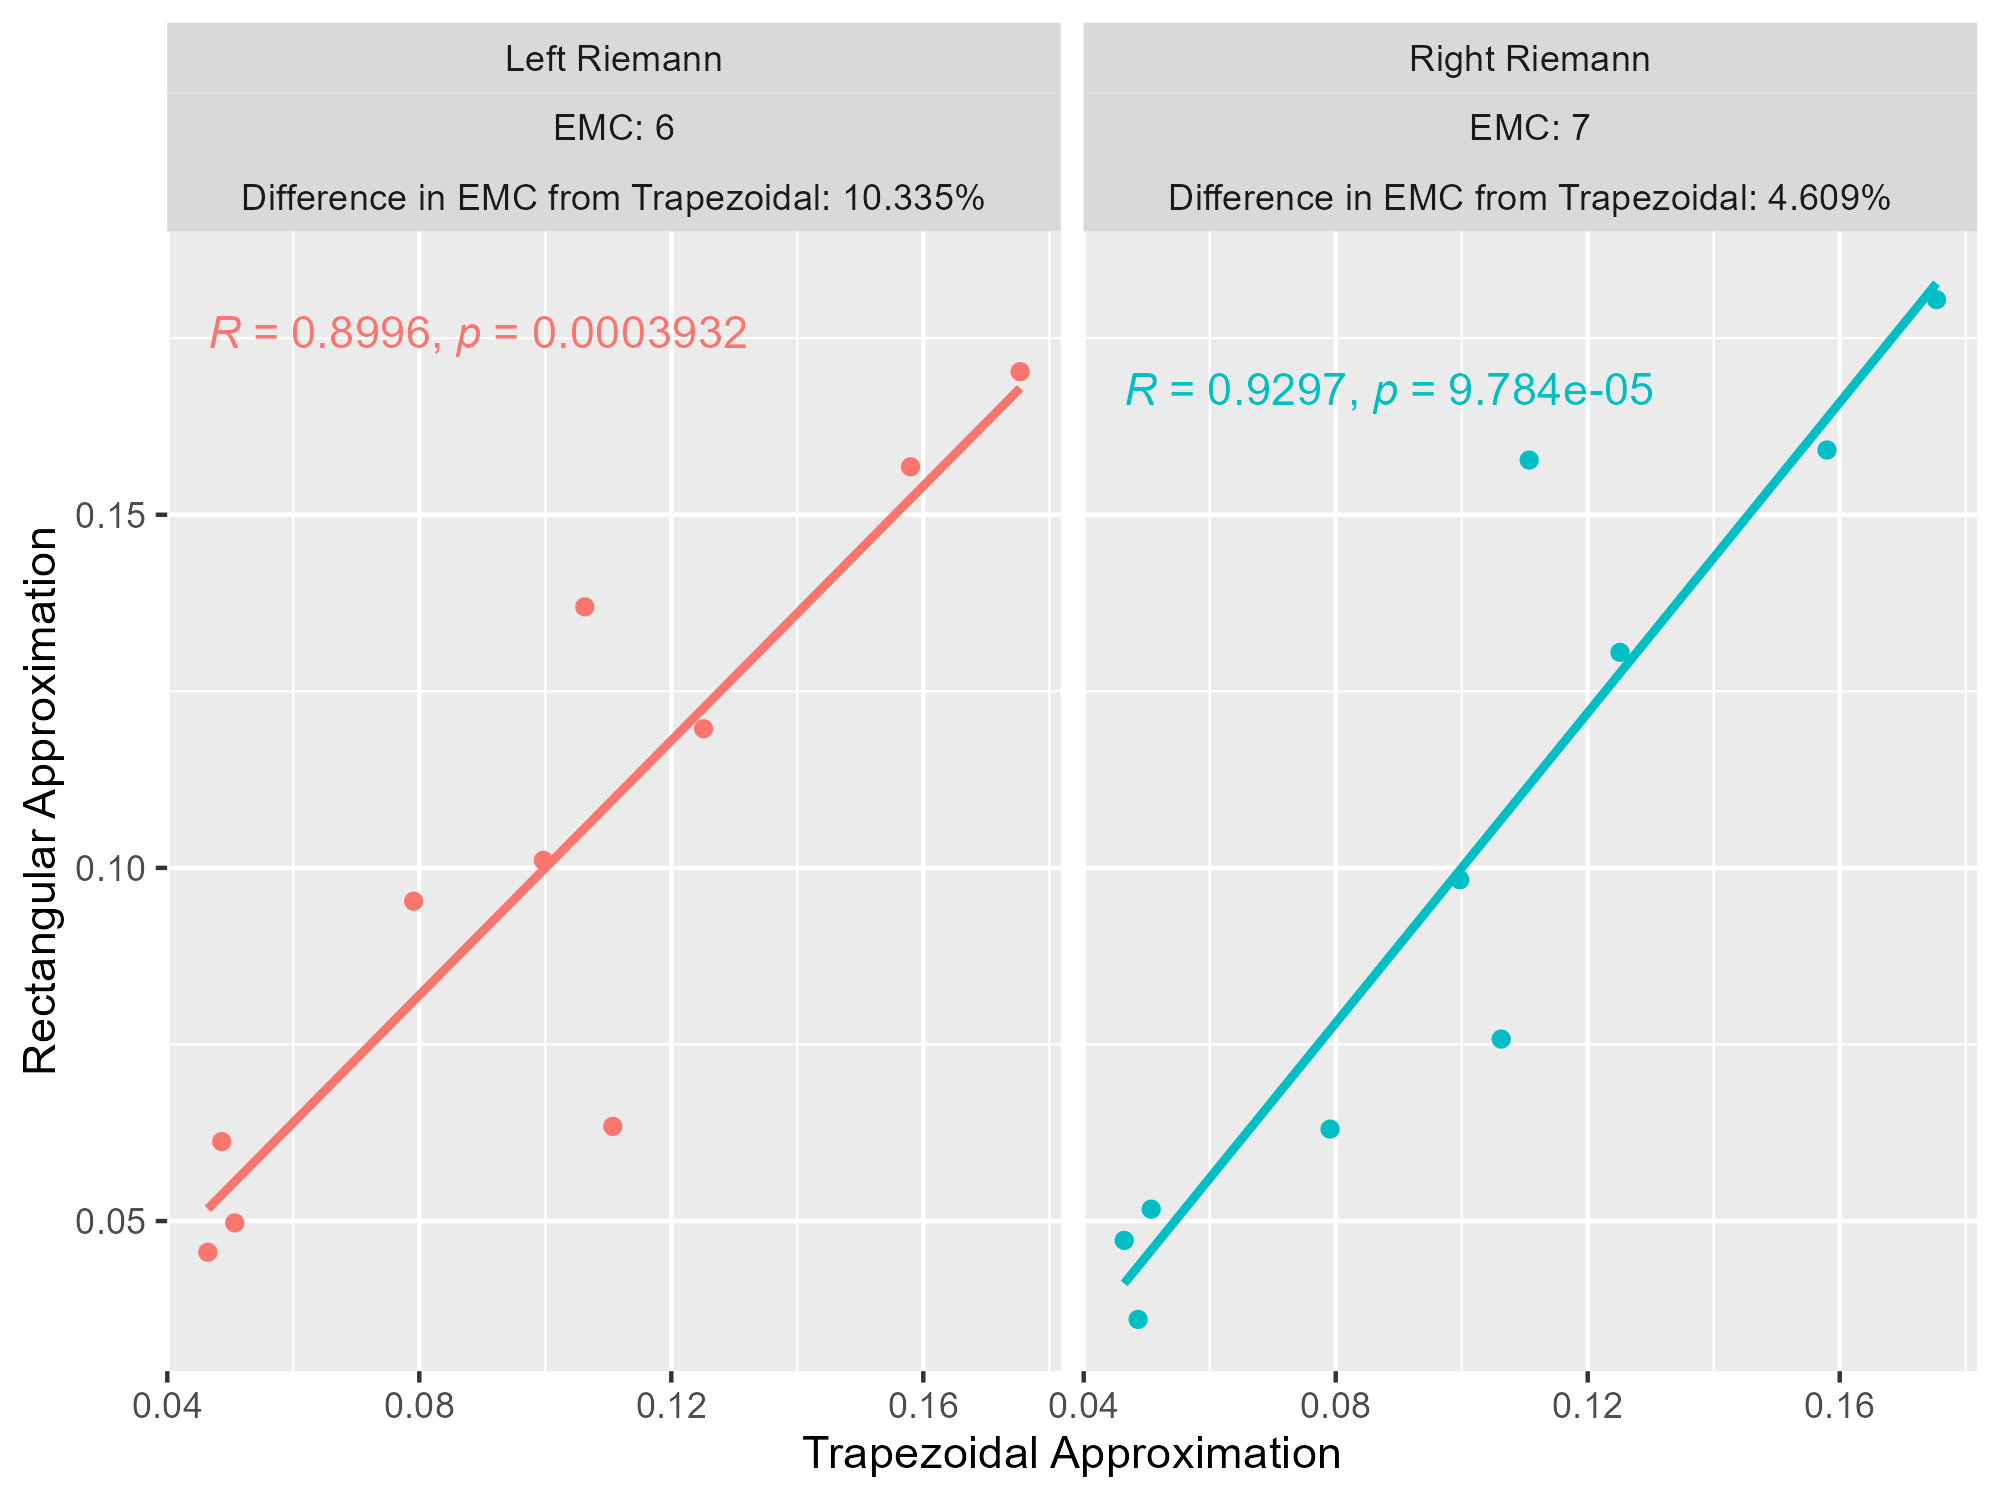 Left Riemann
EMC: 6
Difference in EMC from Trapezoidal: 10.335%
Right Riemann
EMC: 7
Difference in EMC from Trapezoidal: 4.609%
R = 0.8996, p = 0.0003932
R = 0.9297, p = 9.784e-05
Rectangular Approximation
0.15
0.10
0.05
0.04 0.08 0.12 0.16
0.04 0.08 0.12 0.16
Trapezoidal Approximation